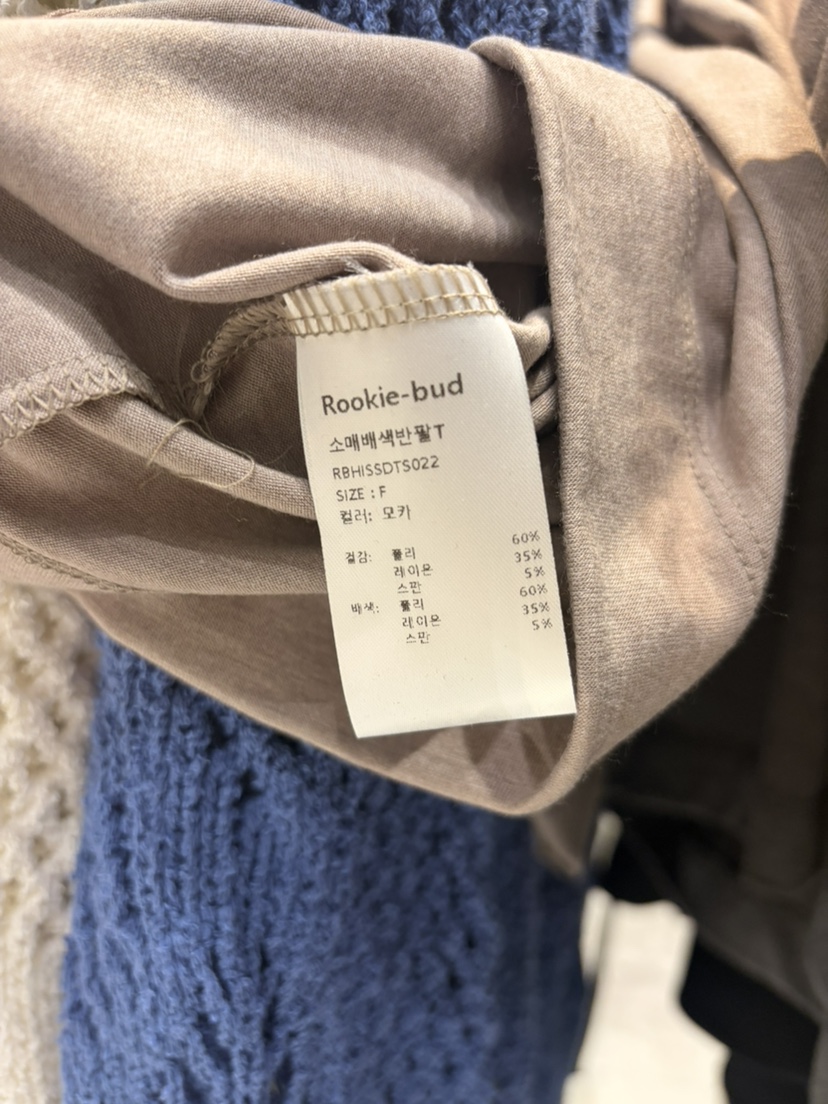 Rookie-bud
소매배색반팔T
RBHISSDTS022
SIZE : F
컬러: 모카
겉감: 폴리 60%
레이온 35%
스판 5%
배색: 폴리 60%
레이온 35%
스판 5%